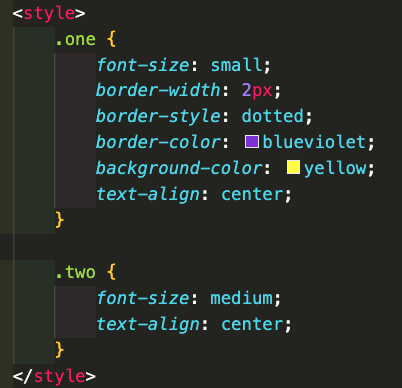 <style>
    .one {
        font-size: small;
        border-width: 2px;
        border-style: dotted;
        border-color: blueviolet;
        background-color: yellow;
        text-align: center;
    }

    .two {
        font-size: medium;
        text-align: center;
    }
</style>